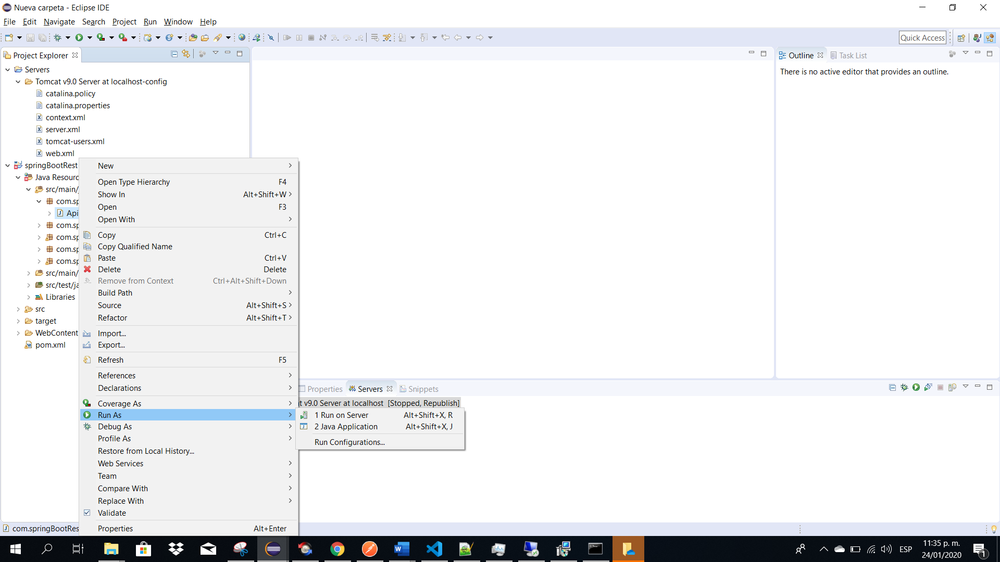 Nueva carpeta - Eclipse IDE
File Edit Navigate Search Project Run Window Help
Quick Access
Project Explorer
Servers
Tomcat v9.0 Server at localhost-config
catalina.policy
catalina.properties
context.xml
server.xml
tomcat-users.xml
web.xml
springBootRest
Java Resourc
src/main/
com.sp
Api
com.sp
com.sp
com.sp
com.sp
src/main/
src/test/ja
Libraries
src
target
WebContent
pom.xml
New
Open Type Hierarchy F4
Show In Alt+Shift+W
Open F3
Open With
Copy Ctrl+C
Copy Qualified Name
Paste Ctrl+V
Delete Delete
Remove from Context Ctrl+Alt+Shift+Down
Build Path
Source Alt+Shift+S
Refactor Alt+Shift+T
Import...
Export...
Refresh F5
References
Declarations
Coverage As
Run As
Debug As
Profile As
Restore from Local History...
Web Services
Team
Compare With
Replace With
Validate
Properties Alt+Enter
Outline Task List
There is no active editor that provides an outline.
Properties Servers Snippets
t v9.0 Server at localhost [Stopped, Republish]
1 Run on Server Alt+Shift+X, R
2 Java Application Alt+Shift+X, J
Run Configurations...
com.springBootRes
ESP
11:35 p. m.
24/01/2020
1